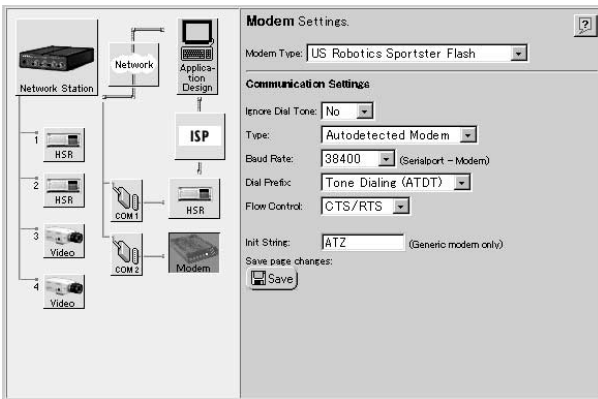 Network Station
Network
Applica-
tion
Design
ISP
1
HSR
2
HSR
3
Video
4
Video
COM 1
HSR
COM 2
Modem
Modem Settings.
?
Modem Type: US Robotics Sportster Flash
Communication Settings
Ignore Dial Tone: No
Type: Autodetected Modem
Baud Rate: 38400 (Serialport - Modem)
Dial Prefix: Tone Dialing (ATDT)
Flow Control: CTS/RTS
Init String: ATZ (Generic modem only)
Save page changes:
Save